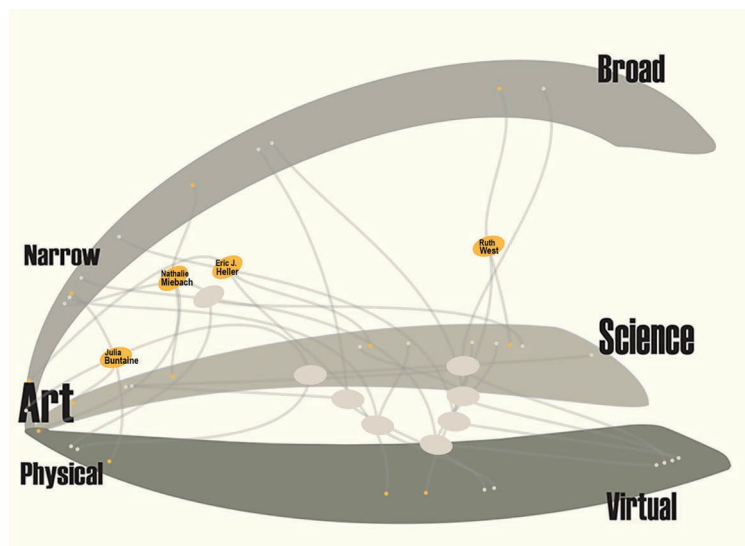 Broad
Narrow
Ruth
West
Eric J.
Heller
Nathalie
Miebach
Science
Julia
Buntaine
Art
Physical
Virtual